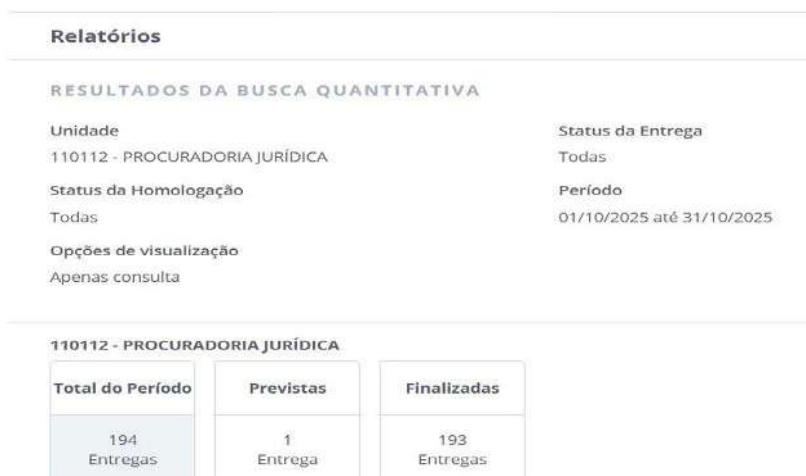 Relatórios
RESULTADOS DA BUSCA QUANTITATIVA
Unidade
110112 - PROCURADORIA JURÍDICA
Status da Entrega
Todas
Status da Homologação
Todas
Período
01/10/2025 até 31/10/2025
Opções de visualização
Apenas consulta
110112 - PROCURADORIA JURÍDICA
Total do Período
194
Entregas
Previstas
1
Entrega
Finalizadas
193
Entregas